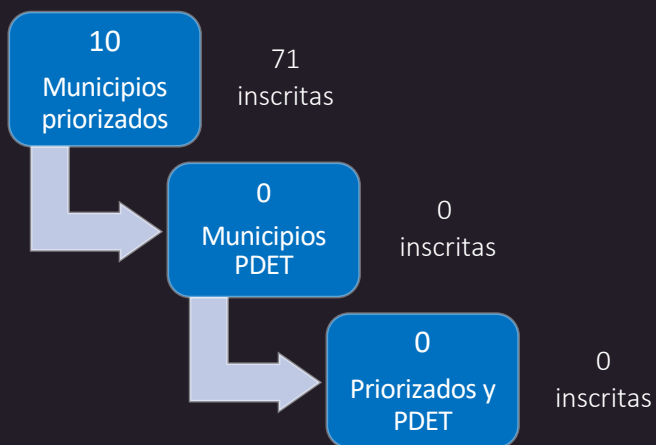 10
Municipios
priorizados
71
inscritas
0
Municipios
PDET
0
inscritas
0
Priorizados y
PDET
0
inscritas